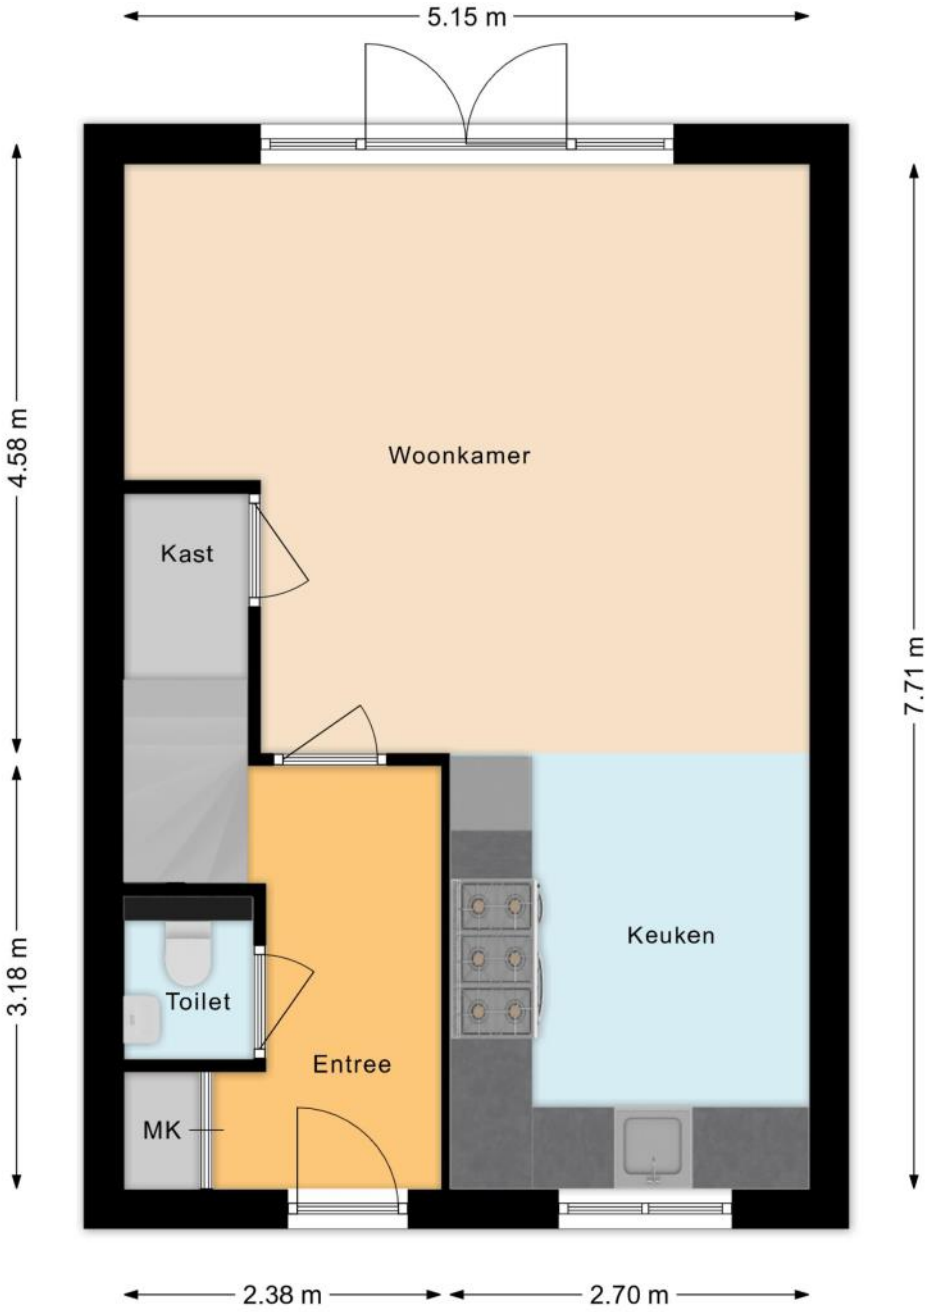 5.15 m
4.58 m
Woonkamer
Kast
7.71 m
Keuken
3.18 m
Toilet
Entree
MK
2.38 m
2.70 m